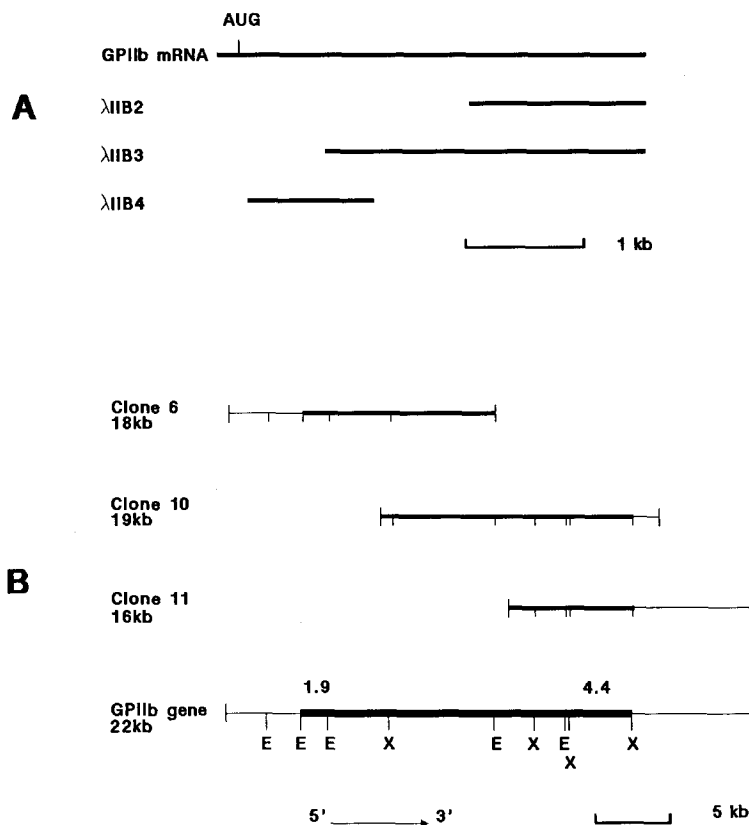 AUG
GPIIb mRNA
A
λIIB2
λIIB3
λIIB4
1 kb
Clone 6
18kb
Clone 10
19kb
B
Clone 11
16kb
1.9 4.4
GPIIb gene
22kb
E E E X E X E X
X
5' 3' 5 kb